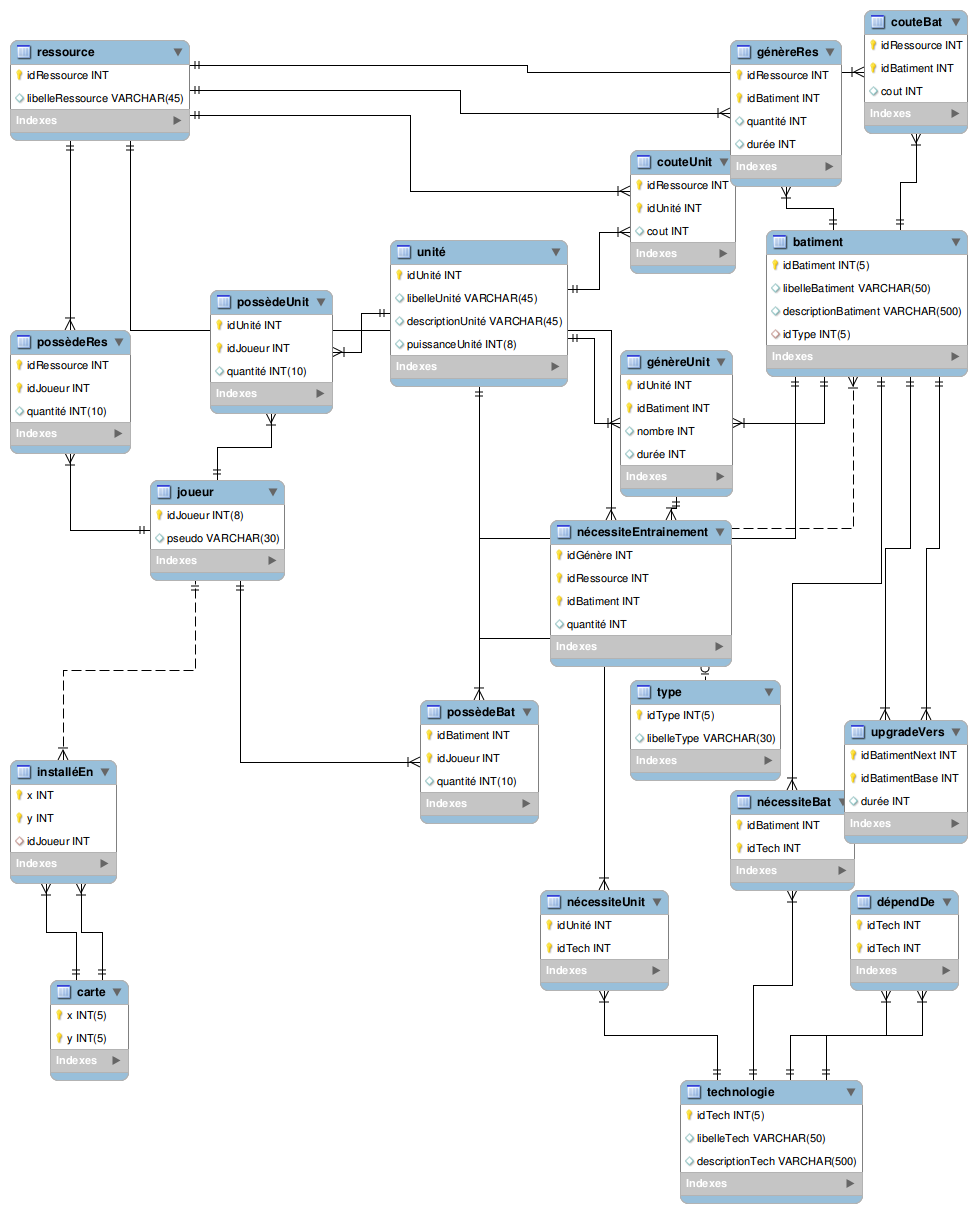 ressource
idRessource INT
libelleRessource VARCHAR(45)
Indexes
génèreRes
idRessource INT
idBatiment INT
quantité INT
durée INT
Indexes
couteBat
idRessource INT
idBatiment INT
cout INT
Indexes
couteUnit
idRessource INT
idUnité INT
cout INT
Indexes
batiment
idBatiment INT(5)
libelleBatiment VARCHAR(50)
descriptionBatiment VARCHAR(500)
idType INT(5)
Indexes
unité
idUnité INT
libelleUnité VARCHAR(45)
descriptionUnité VARCHAR(45)
puissanceUnité INT(8)
Indexes
possèdeUnit
idUnité INT
idJoueur INT
quantité INT(10)
Indexes
possèdeRes
idRessource INT
idJoueur INT
quantité INT(10)
Indexes
génèreUnit
idUnité INT
idBatiment INT
nombre INT
durée INT
Indexes
joueur
idJoueur INT(8)
pseudo VARCHAR(30)
Indexes
nécessiteEntrainement
idGénère INT
idRessource INT
idBatiment INT
quantité INT
Indexes
type
idType INT(5)
libelleType VARCHAR(30)
Indexes
possèdeBat
idBatiment INT
idJoueur INT
quantité INT(10)
Indexes
upgradeVers
idBatimentNext INT
idBatimentBase INT
durée INT
Indexes
installéEn
x INT
y INT
idJoueur INT
Indexes
nécessiteBat
idBatiment INT
idTech INT
Indexes
nécessiteUnit
idUnité INT
idTech INT
Indexes
dépendDe
idTech INT
idTech INT
Indexes
carte
x INT(5)
y INT(5)
Indexes
technologie
idTech INT(5)
libelleTech VARCHAR(50)
descriptionTech VARCHAR(500)
Indexes